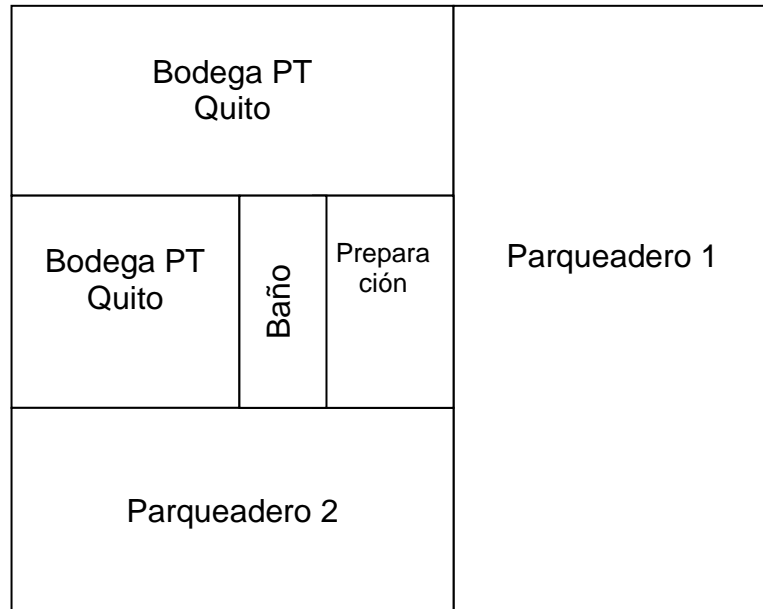 Bodega PT
Quito
Bodega PT
Quito
Baño
Prepara
ción
Parqueadero 1
Parqueadero 2